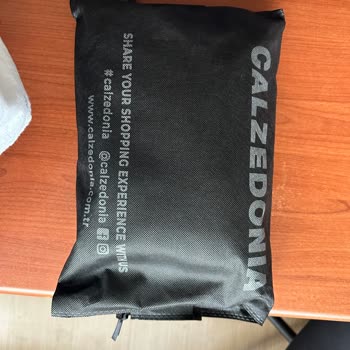 CALZEDONIA
SHARE YOUR SHOPPING EXPERIENCE WITH US
#calzedonia @calzedonia
www.calzedonia.com.tr